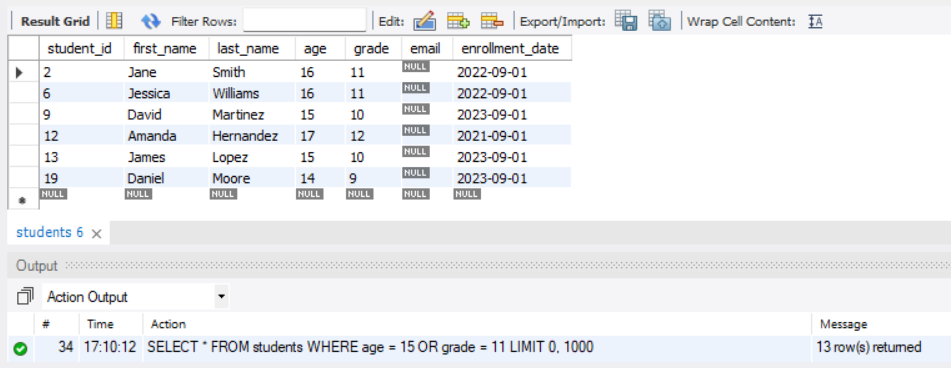 Result Grid Filter Rows: Edit: Export/Import: Wrap Cell Content: IA
student_id first_name last_name age grade email enrollment_date
2 Jane Smith 16 11 NULL 2022-09-01
6 Jessica Williams 16 11 NULL 2022-09-01
9 David Martinez 15 10 NULL 2023-09-01
12 Amanda Hernandez 17 12 NULL 2021-09-01
13 James Lopez 15 10 NULL 2023-09-01
19 Daniel Moore 14 9 NULL 2023-09-01
NULL NULL NULL NULL NULL NULL NULL
students 6
Output
Action Output
# Time Action Message
34 17:10:12 SELECT * FROM students WHERE age = 15 OR grade = 11 LIMIT 0, 1000 13 row(s) returned